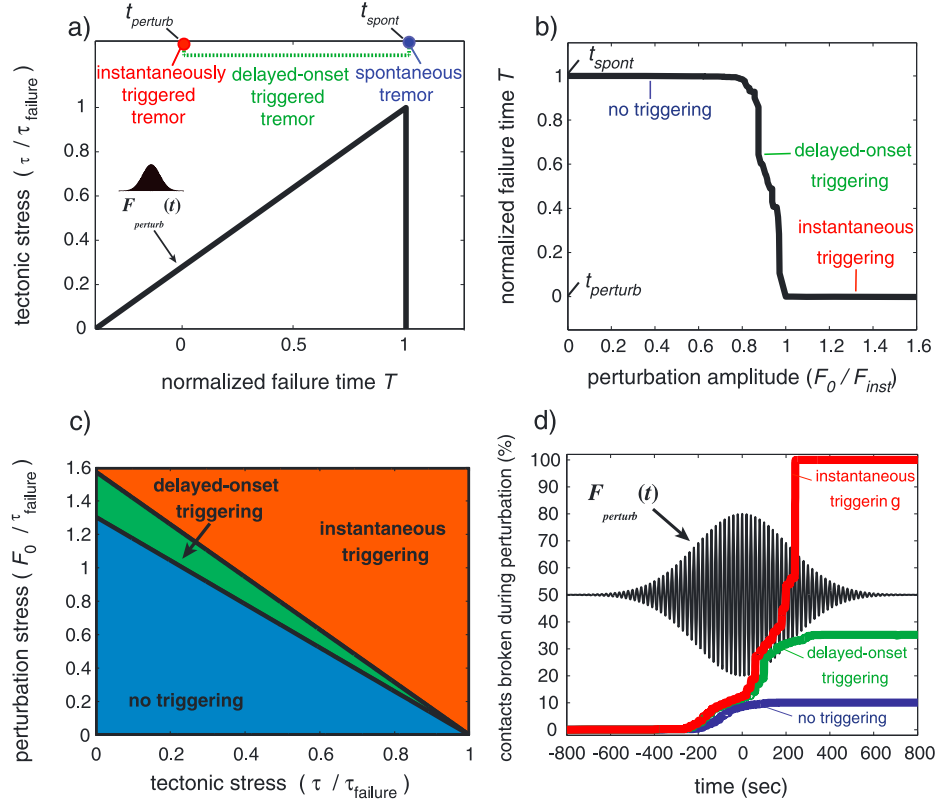 a)
t_perturb
t_spont
instantaneously
triggered
tremor
delayed-onset
triggered
tremor
spontaneous
tremor
tectonic stress ( τ / τ_failure )
1
0.8
0.6
0.4
0.2
0
F_perturb (t)
0
0.5
1
normalized failure time T
b)
normalized failure time T
1
0.8
0.6
0.4
0.2
0
t_spont
no triggering
delayed-onset
triggering
instantaneous
triggering
t_perturb
0
0.2
0.4
0.6
0.8
1.0
1.2
1.4
1.6
perturbation amplitude (F_0 / F_inst)
c)
perturbation stress ( F_0 / τ_failure )
1.6
1.4
1.2
1.0
0.8
0.6
0.4
0.2
0
delayed-onset
triggering
instantaneous
triggering
no triggering
0
0.2
0.4
0.6
0.8
1
tectonic stress ( τ / τ_failure )
d)
contacts broken during perturbation (%)
100
90
80
70
60
50
40
30
20
10
0
F_perturb (t)
instantaneous
triggerin g
delayed-onset
triggering
no triggering
-800
-600
-400
-200
0
200
400
600
800
time (sec)